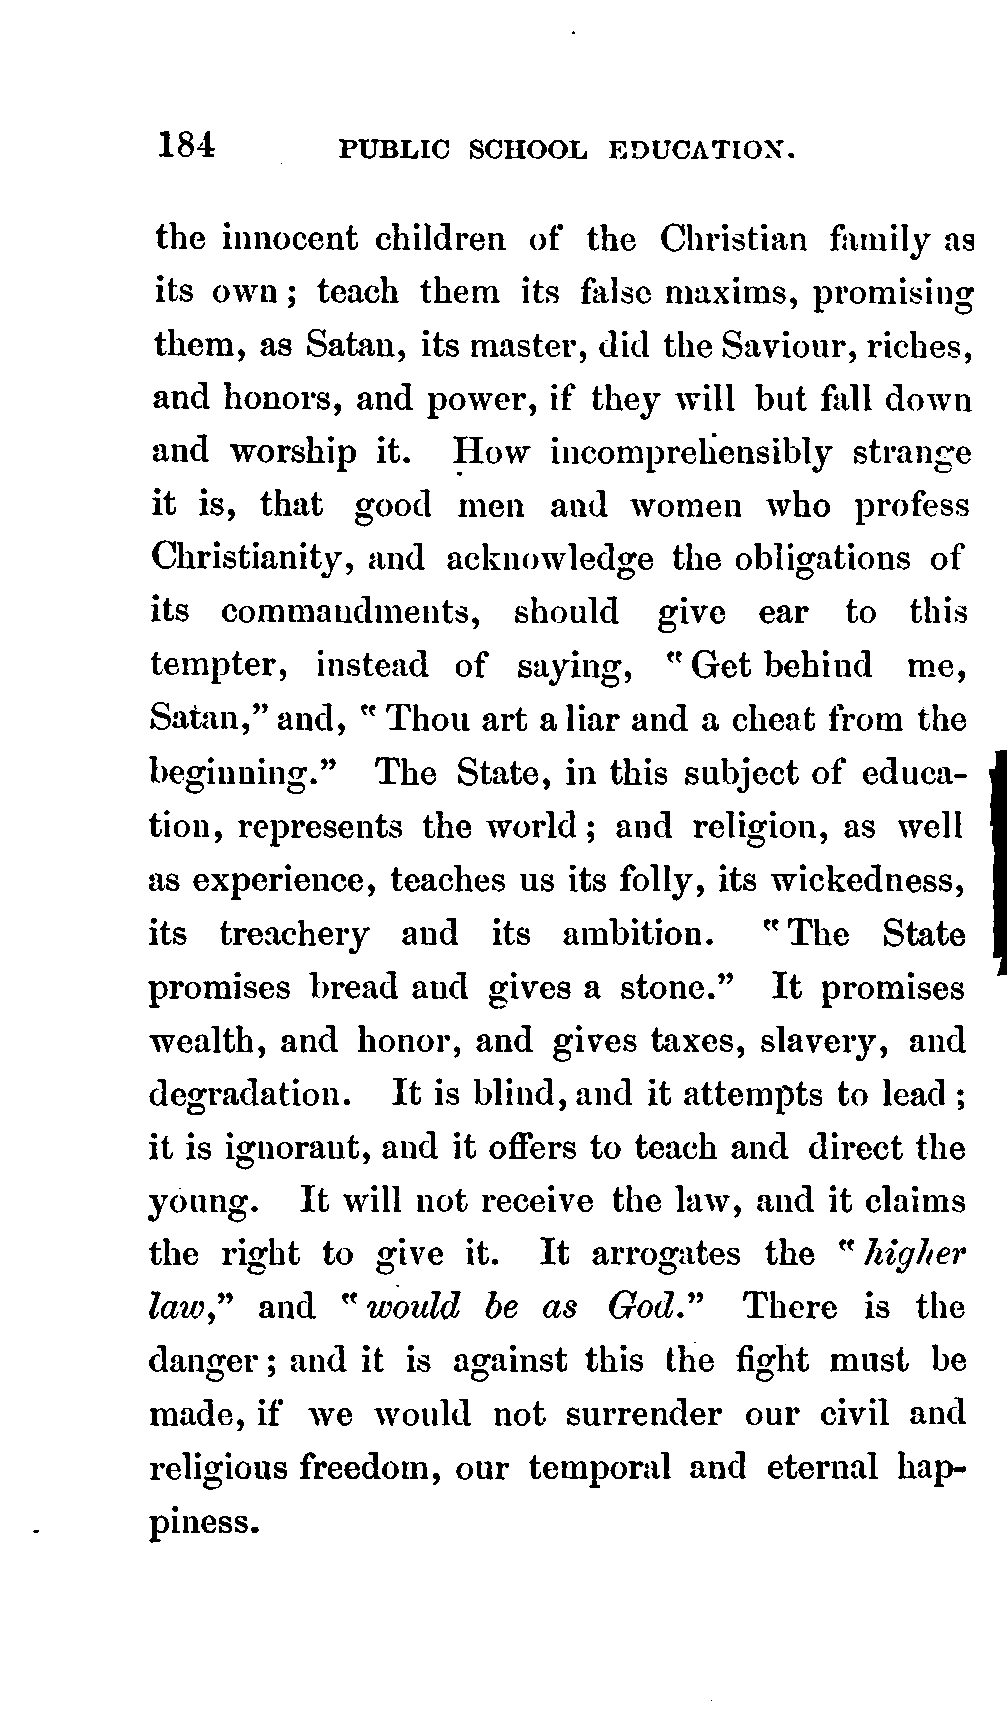 184 PUBLIC SCHOOL EDUCATION.
the innocent children of the Christian family as
its own ; teach them its false maxims, promising
them, as Satan, its master, did the Saviour, riches,
and honors, and power, if they will but fall down
and worship it. How incomprehensibly strange
it is, that good men and women who profess
Christianity, and acknowledge the obligations of
its commandments, should give ear to this
tempter, instead of saying, “ Get behind me,
Satan,” and, “ Thou art a liar and a cheat from the
beginning.” The State, in this subject of educa-
tion, represents the world ; and religion, as well
as experience, teaches us its folly, its wickedness,
its treachery and its ambition. “ The State
promises bread and gives a stone.” It promises
wealth, and honor, and gives taxes, slavery, and
degradation. It is blind, and it attempts to lead ;
it is ignorant, and it offers to teach and direct the
young. It will not receive the law, and it claims
the right to give it. It arrogates the “ higher
law,” and “ would be as God.” There is the
danger ; and it is against this the fight must be
made, if we would not surrender our civil and
religious freedom, our temporal and eternal hap-
piness.